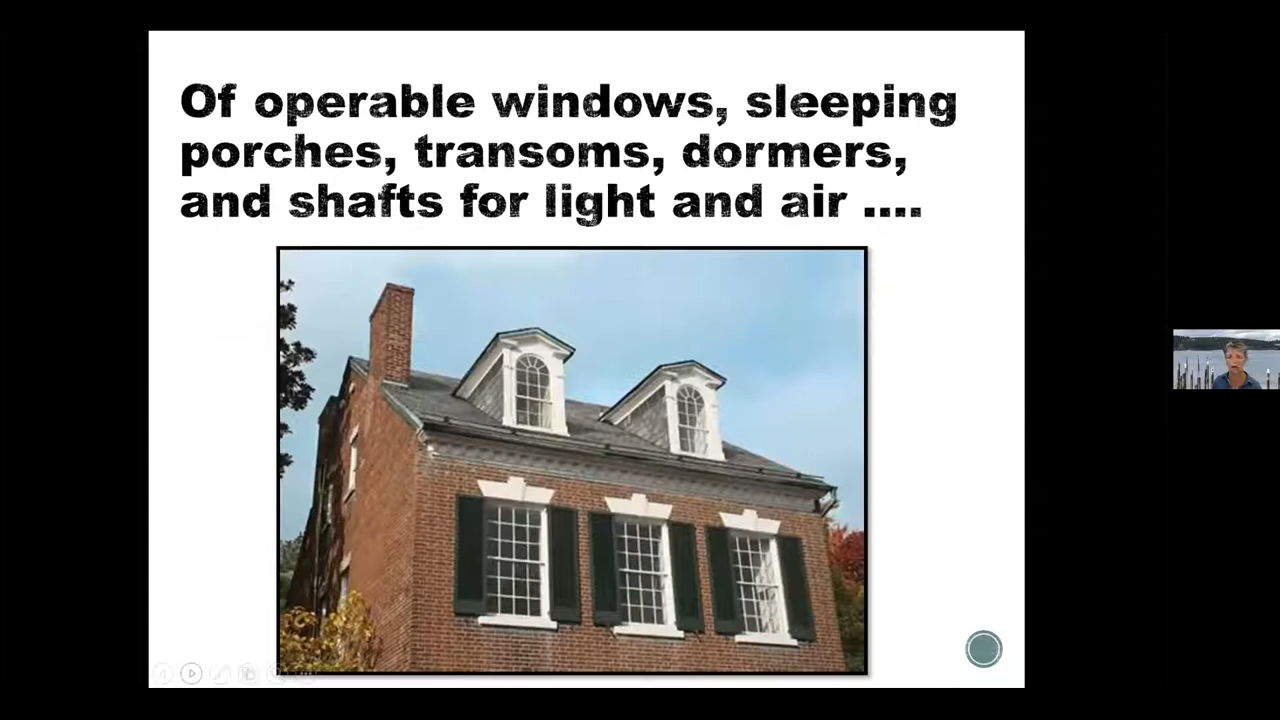 Of operable windows, sleeping
porches, transoms, dormers,
and shafts for light and air ....